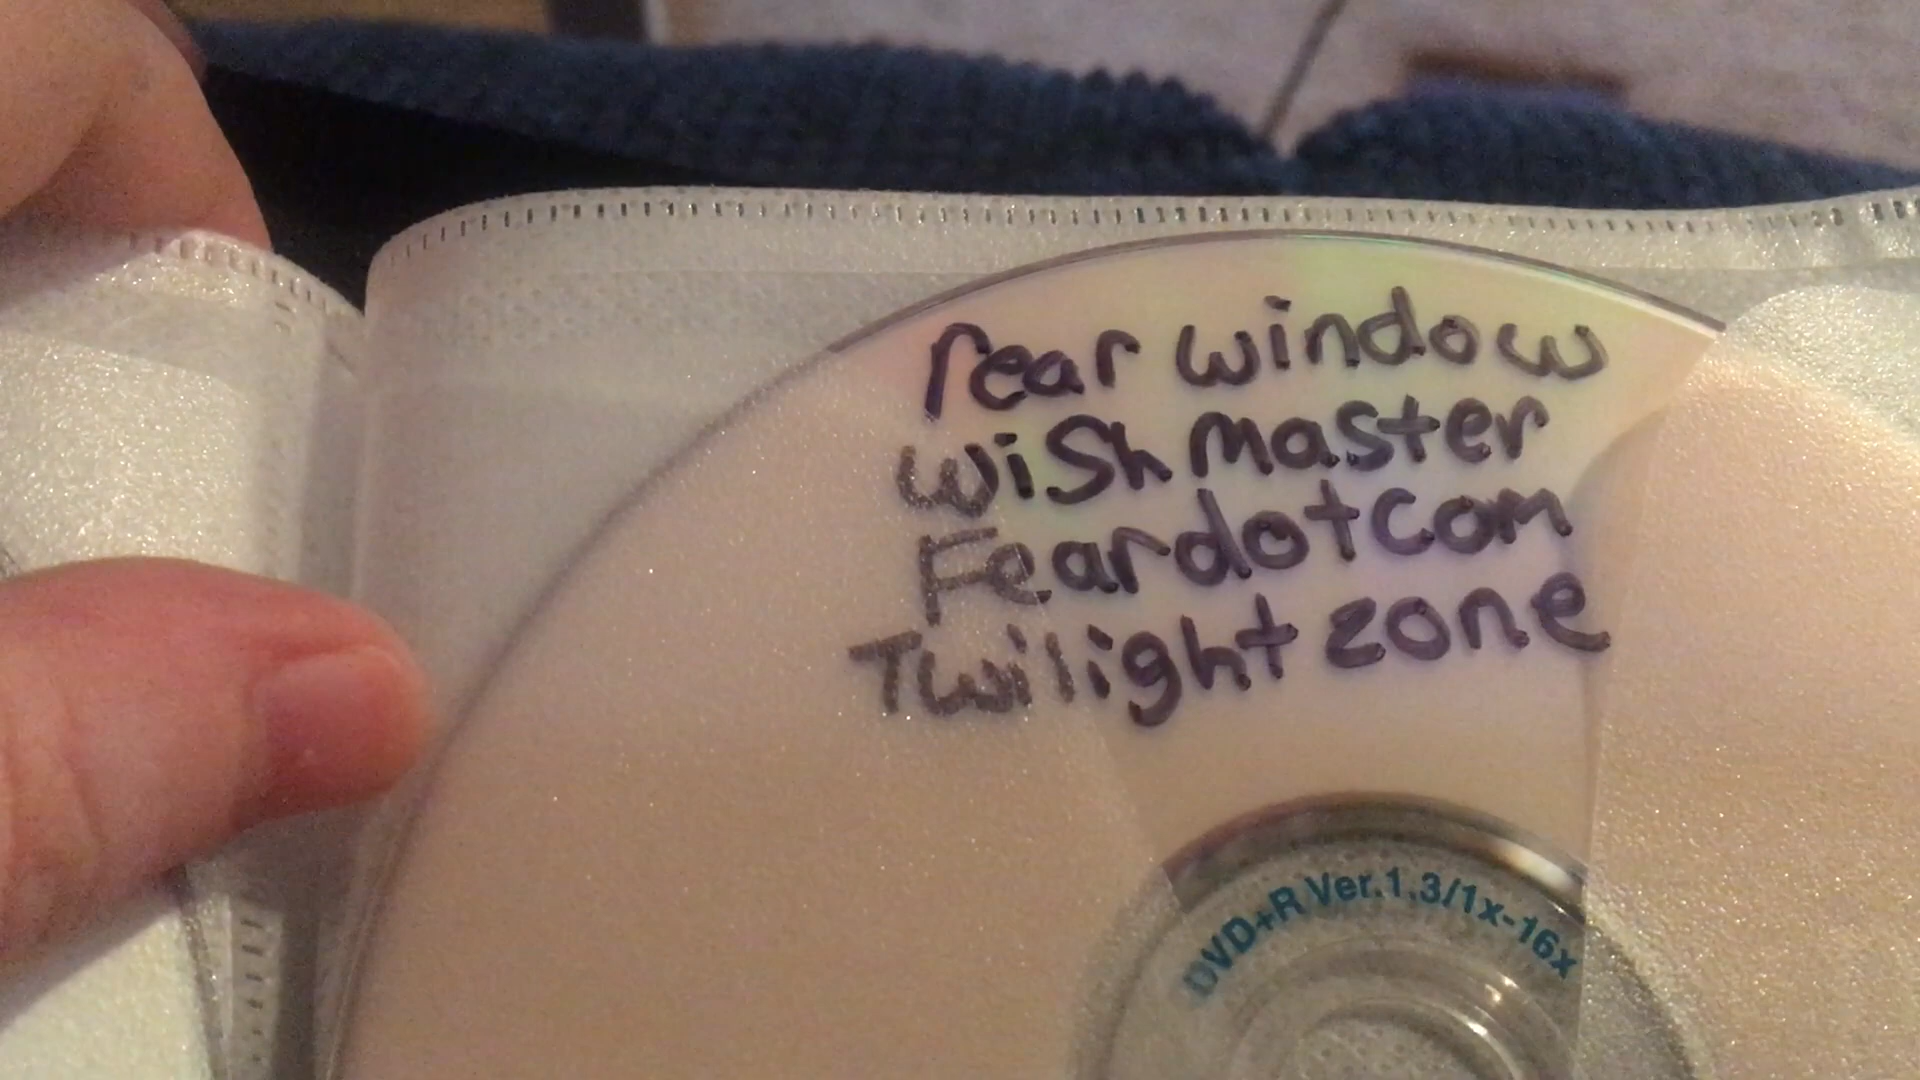 rear window
wishmaster
Feardotcom
Twilight zone
DVD+R Ver.1.3/1x-16x